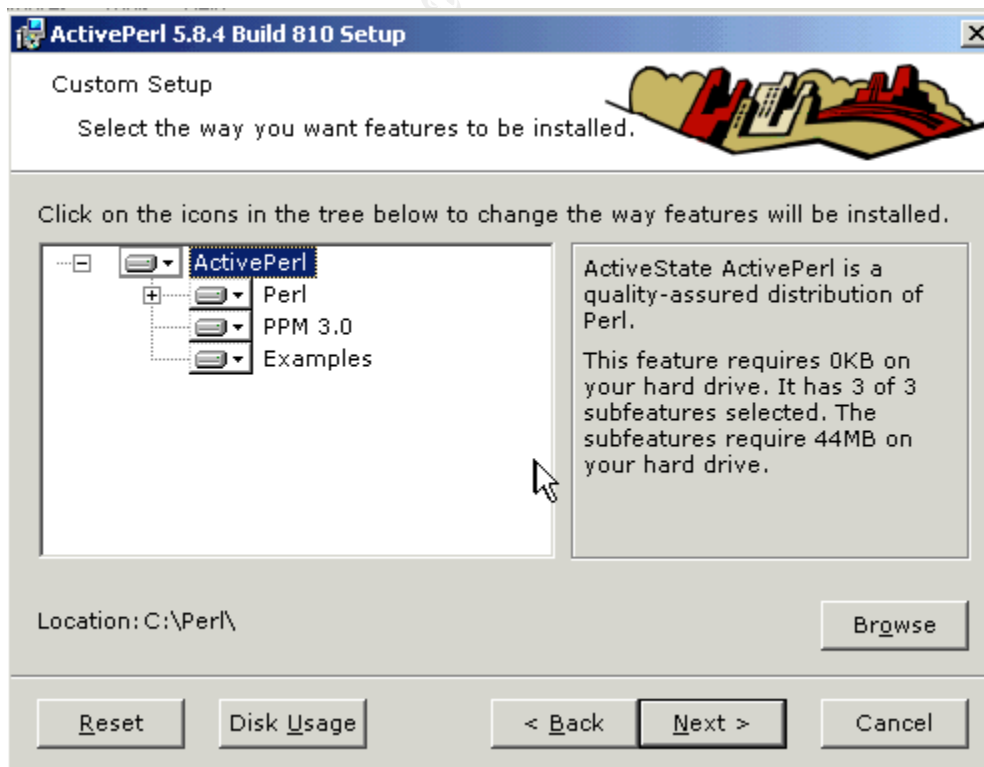 ActivePerl 5.8.4 Build 810 Setup
Custom Setup
Select the way you want features to be installed.
Click on the icons in the tree below to change the way features will be installed.
ActivePerl
Perl
PPM 3.0
Examples
ActiveState ActivePerl is a
quality-assured distribution of
Perl.
This feature requires 0KB on
your hard drive. It has 3 of 3
subfeatures selected. The
subfeatures require 44MB on
your hard drive.
Location: C:\Perl\
Browse
Reset
Disk Usage
< Back
Next >
Cancel